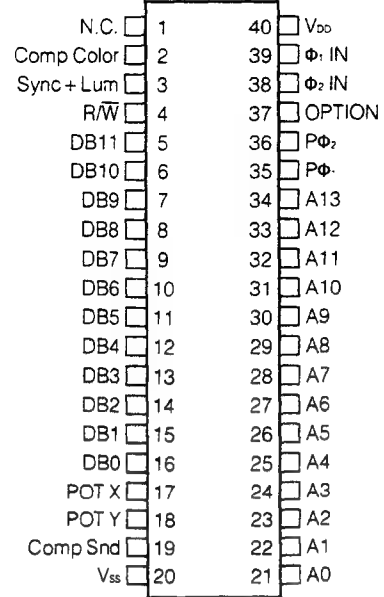 N.C. 1 40 VDD
Comp Color 2 39 Φ₁ IN
Sync + Lum 3 38 Φ₂ IN
R/W̅ 4 37 OPTION
DB11 5 36 PΦ₂
DB10 6 35 PΦ·
DB9 7 34 A13
DB8 8 33 A12
DB7 9 32 A11
DB6 10 31 A10
DB5 11 30 A9
DB4 12 29 A8
DB3 13 28 A7
DB2 14 27 A6
DB1 15 26 A5
DB0 16 25 A4
POT X 17 24 A3
POT Y 18 23 A2
Comp Snd 19 22 A1
Vss 20 21 A0